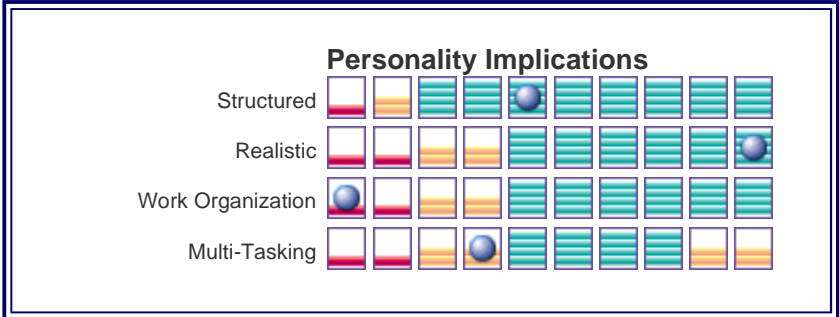 Personality Implications
Structured
Realistic
Work Organization
Multi-Tasking